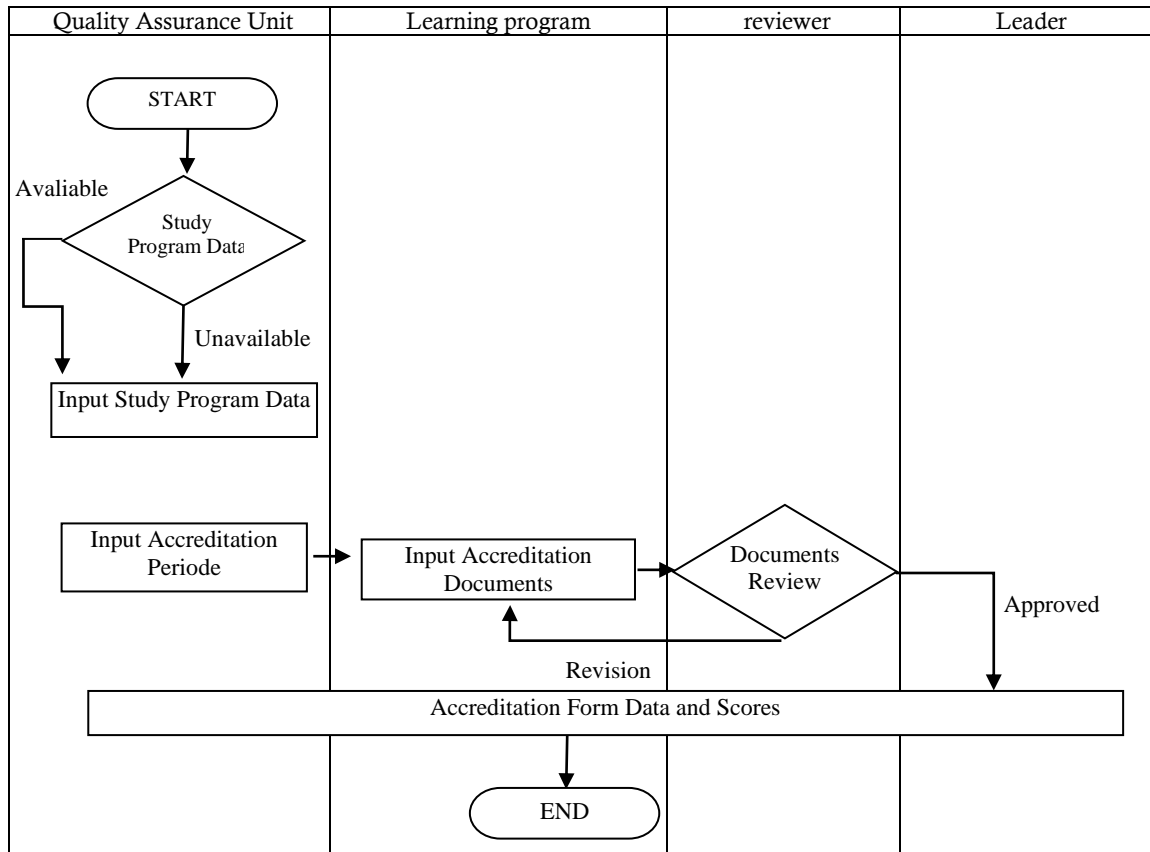 Quality Assurance Unit
Learning program
reviewer
Leader
START
Avaliable
Study
Program Data
Unavailable
Input Study Program Data
Input Accreditation
Periode
Input Accreditation
Documents
Documents
Review
Approved
Revision
Accreditation Form Data and Scores
END